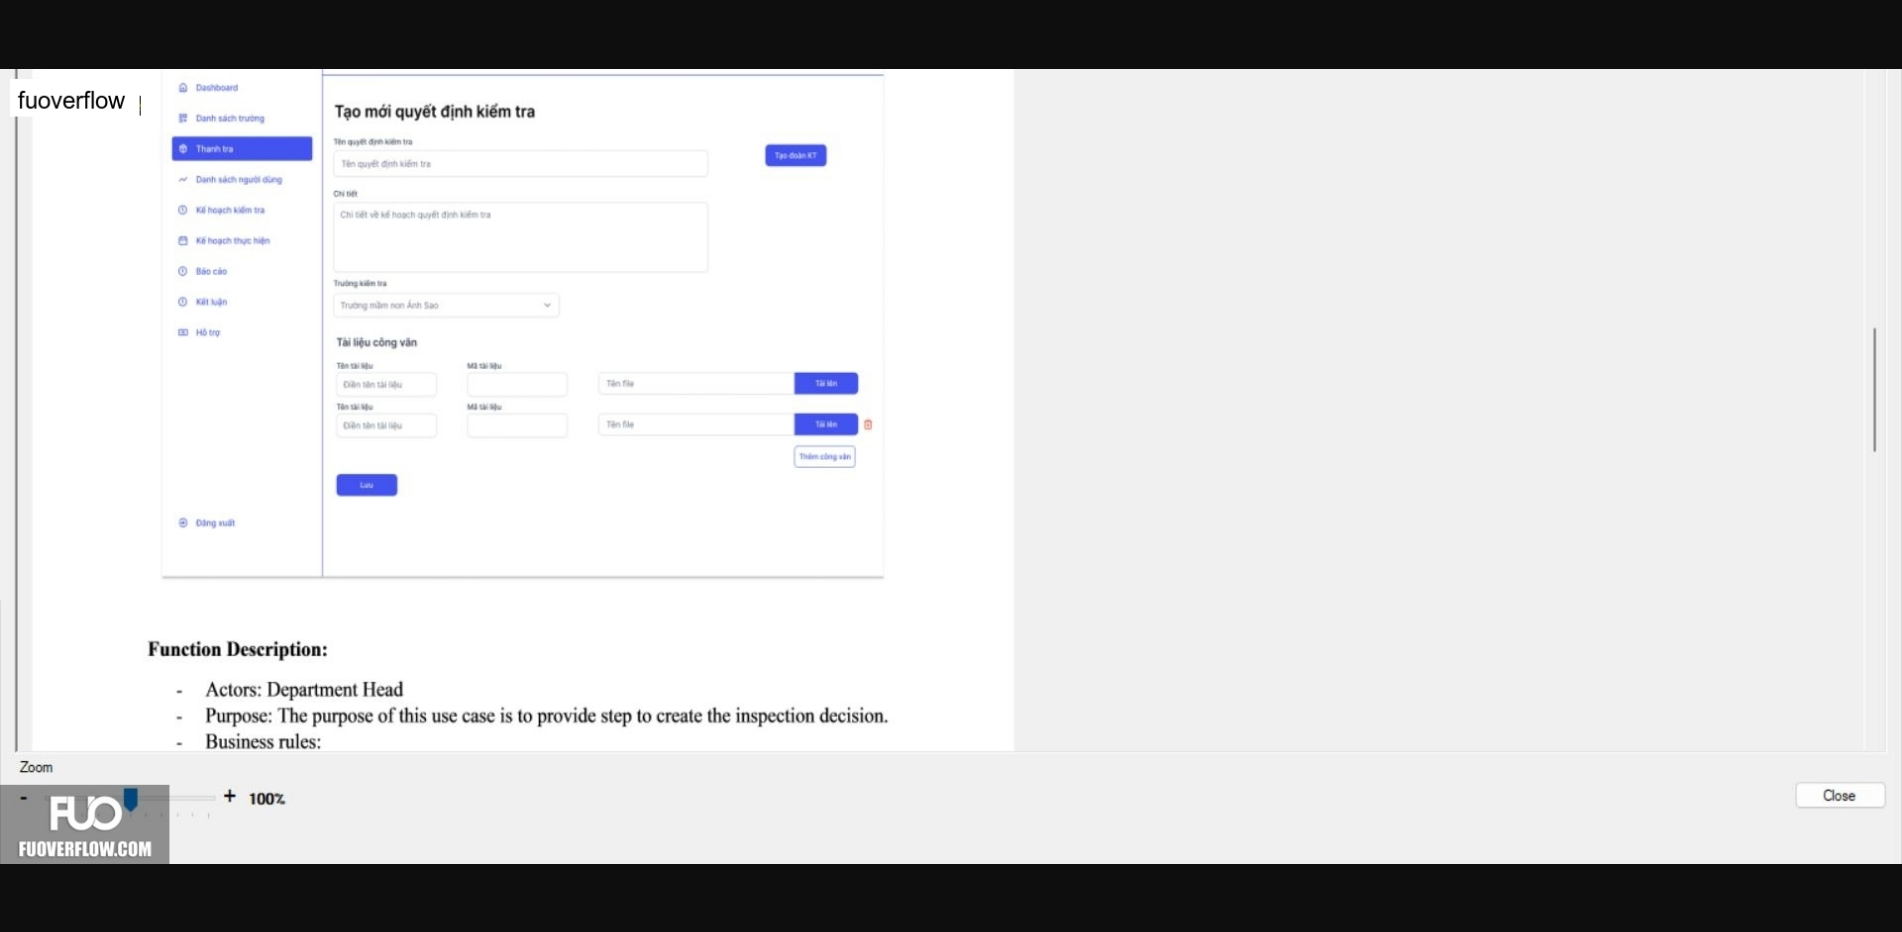 fuoverflow
Dashboard
Danh sách trường
Thanh tra
Danh sách người dùng
Kế hoạch kiểm tra
Kế hoạch thực hiện
Báo cáo
Kết luận
Hỗ trợ
Đăng xuất
Tạo mới quyết định kiểm tra
Tên quyết định kiểm tra
Tên quyết định kiểm tra
Tạo đoàn KT
Chi tiết
Chi tiết về kế hoạch quyết định kiểm tra
Trường kiểm tra
Trường mầm non Ánh Sao
Tài liệu công văn
Tên tài liệu Mã tài liệu
Điền tên tài liệu Tên file Tải lên
Tên tài liệu Mã tài liệu
Điền tên tài liệu Tên file Tải lên
Thêm công văn
Lưu
Function Description:
- Actors: Department Head
- Purpose: The purpose of this use case is to provide step to create the inspection decision.
- Business rules:
Zoom
- + 100%
Close
FUO
FUOVERFLOW.COM